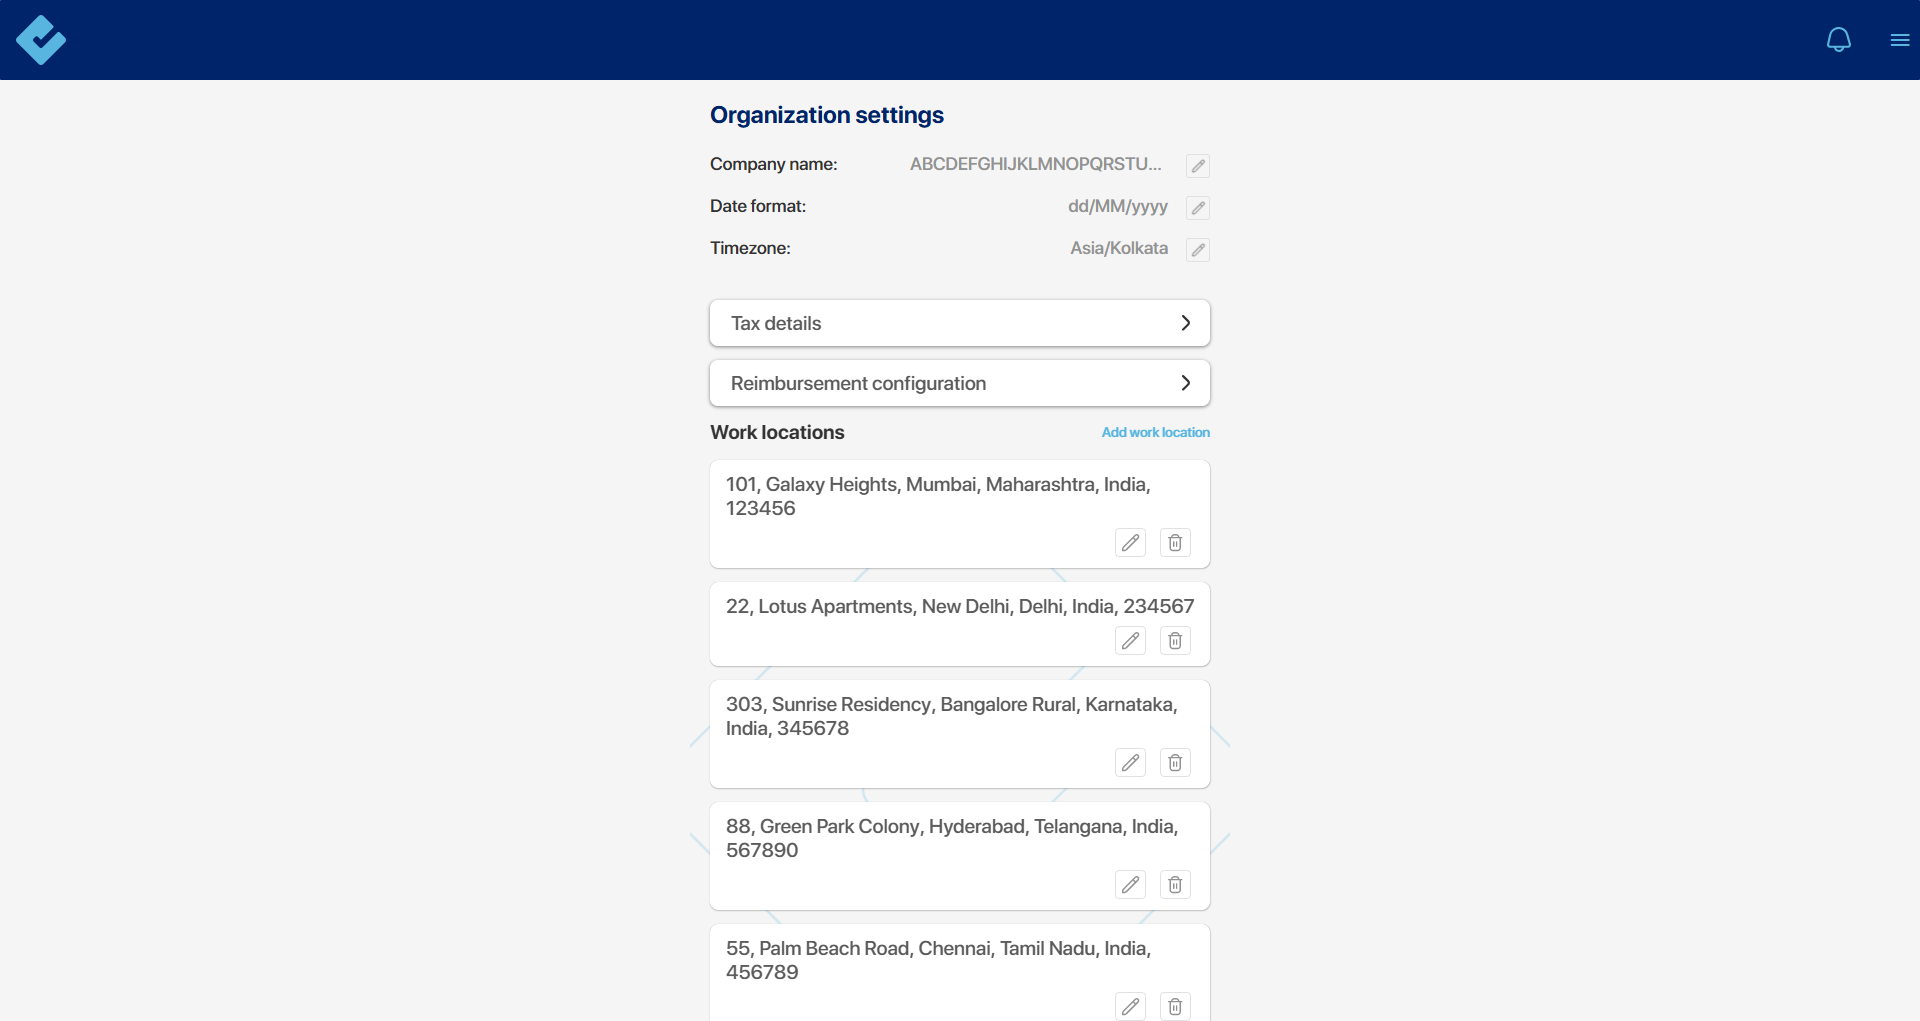 Organization settings
Company name: ABCDEFGHIJKLMNOPQRSTU...
Date format: dd/MM/yyyy
Timezone: Asia/Kolkata
Tax details
Reimbursement configuration
Work locations Add work location
101, Galaxy Heights, Mumbai, Maharashtra, India,
123456
22, Lotus Apartments, New Delhi, Delhi, India, 234567
303, Sunrise Residency, Bangalore Rural, Karnataka,
India, 345678
88, Green Park Colony, Hyderabad, Telangana, India,
567890
55, Palm Beach Road, Chennai, Tamil Nadu, India,
456789